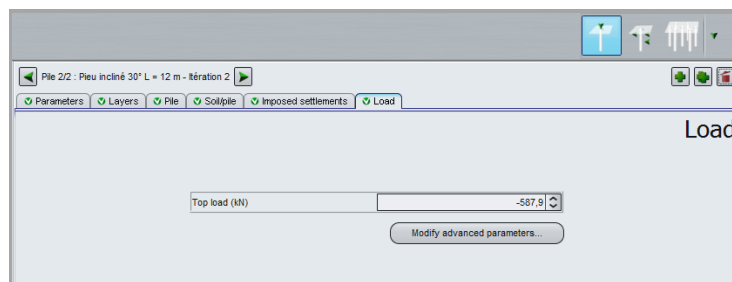 Pile 2/2 : Pieu incliné 30° L = 12 m - Itération 2
Parameters Layers Pile Soil/pile Imposed settlements Load
Load
Top load (kN) -587,9
Modify advanced parameters...